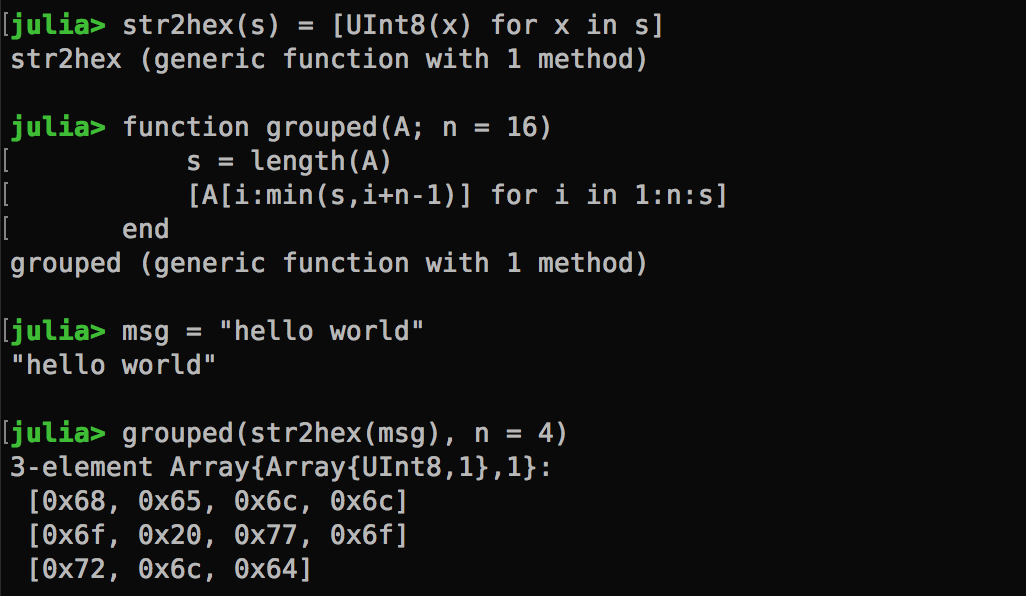 julia> str2hex(s) = [UInt8(x) for x in s]
str2hex (generic function with 1 method)
julia> function grouped(A; n = 16)
s = length(A)
[A[i:min(s,i+n-1)] for i in 1:n:s]
end
grouped (generic function with 1 method)
julia> msg = "hello world"
"hello world"
julia> grouped(str2hex(msg), n = 4)
3-element Array{Array{UInt8,1},1}:
[0x68, 0x65, 0x6c, 0x6c]
[0x6f, 0x20, 0x77, 0x6f]
[0x72, 0x6c, 0x64]